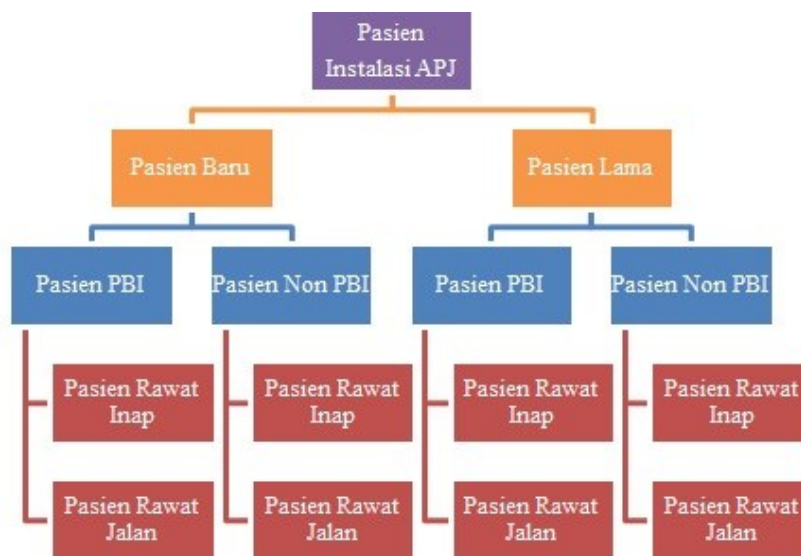 Pasien
Instalasi APJ
Pasien Baru
Pasien Lama
Pasien PBI
Pasien Non PBI
Pasien PBI
Pasien Non PBI
Pasien Rawat
Inap
Pasien Rawat
Inap
Pasien Rawat
Inap
Pasien Rawat
Inap
Pasien Rawat
Jalan
Pasien Rawat
Jalan
Pasien Rawat
Jalan
Pasien Rawat
Jalan